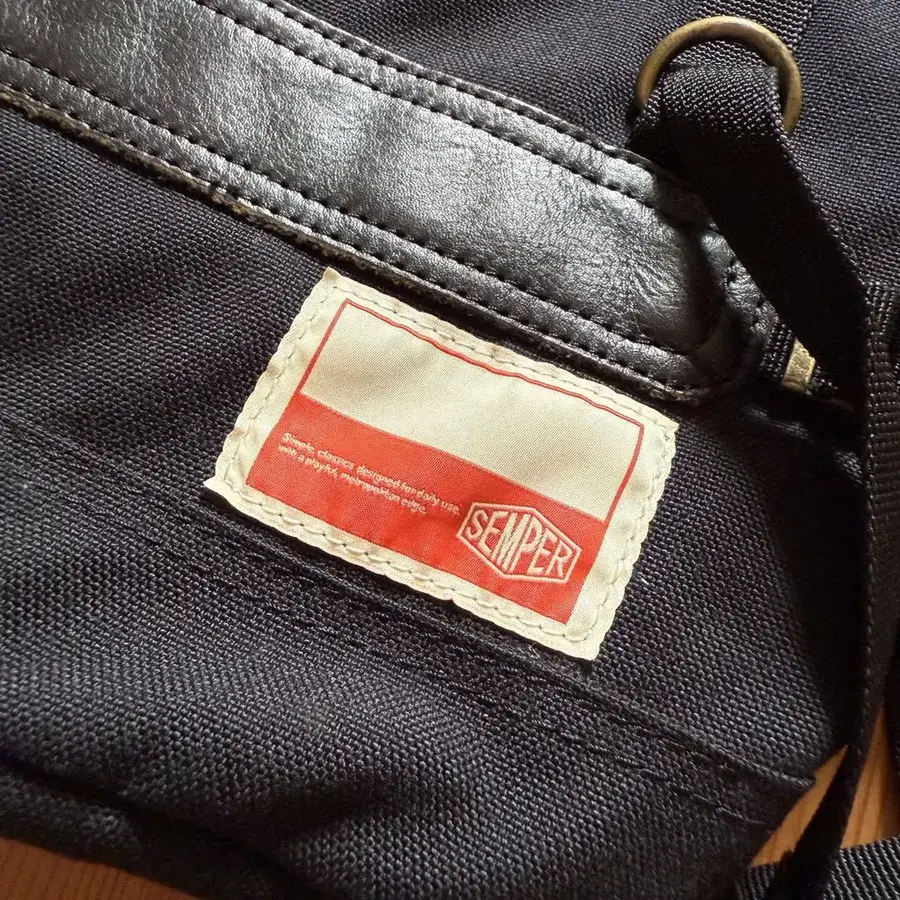 Simple, classics designed for daily use,
with a playful, metropolitan edge.
SEMPER